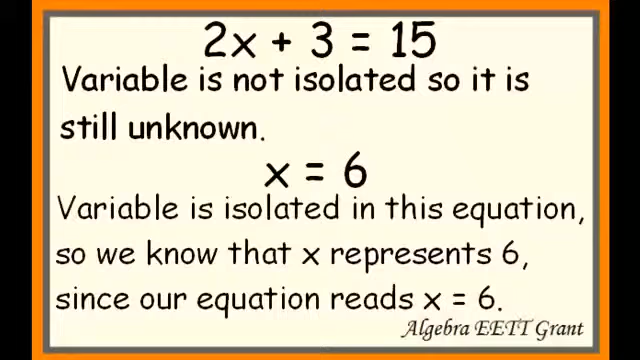 2x + 3 = 15
Variable is not isolated so it is
still unknown.
x = 6
Variable is isolated in this equation,
so we know that x represents 6,
since our equation reads x = 6.
Algebra EETT Grant